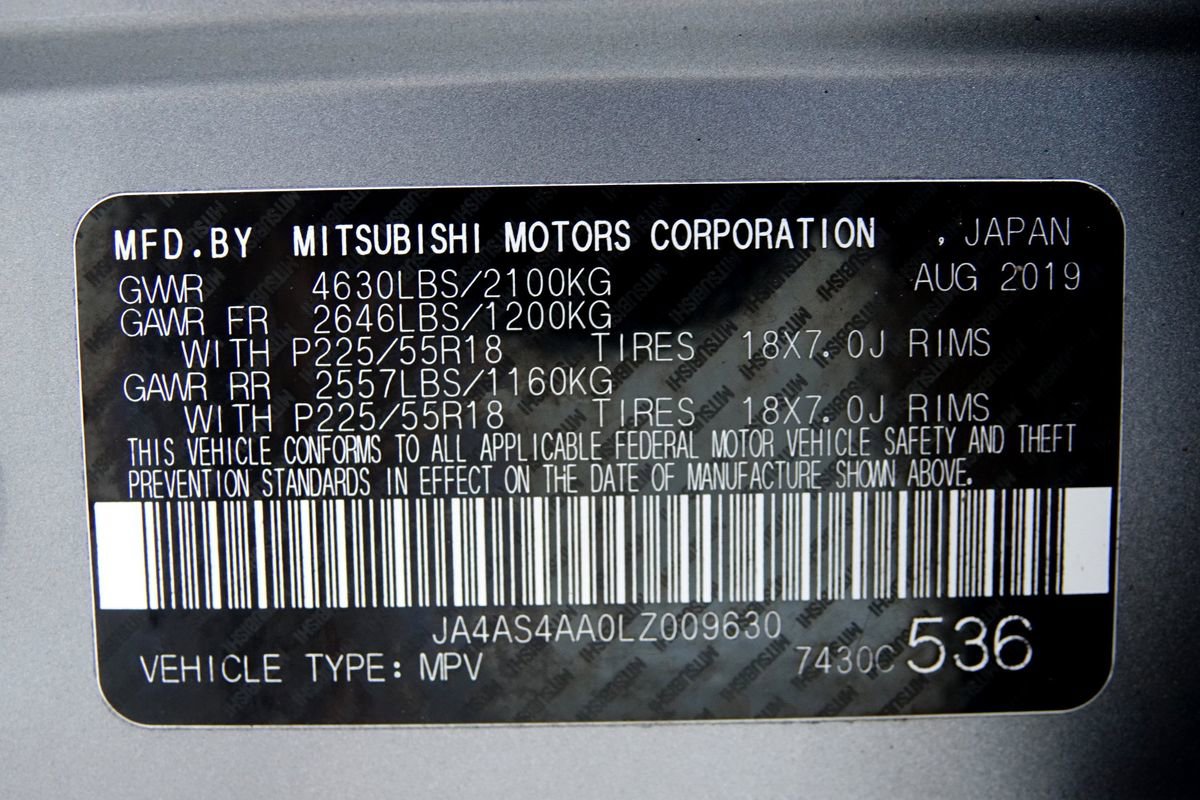 MFD.BY MITSUBISHI MOTORS CORPORATION , JAPAN
GVWR 4630LBS/2100KG AUG 2019
GAWR FR 2646LBS/1200KG
WITH P225/55R18 TIRES 18X7.0J RIMS
GAWR RR 2557LBS/1160KG
WITH P225/55R18 TIRES 18X7.0J RIMS
THIS VEHICLE CONFORMS TO ALL APPLICABLE FEDERAL MOTOR VEHICLE SAFETY AND THEFT
PREVENTION STANDARDS IN EFFECT ON THE DATE OF MANUFACTURE SHOWN ABOVE.
JA4AS4AA0LZ009630
VEHICLE TYPE: MPV 7430C 536